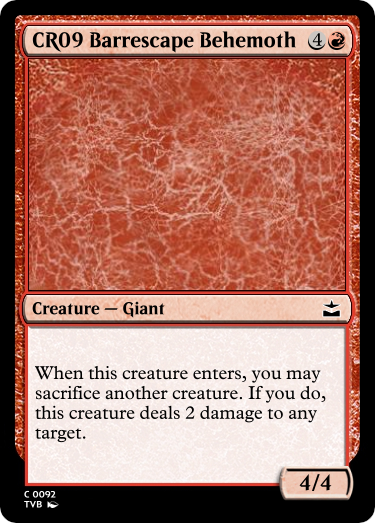 CR09 Barrescape Behemoth 4
Creature — Giant
When this creature enters, you may
sacrifice another creature. If you do,
this creature deals 2 damage to any
target.
4/4
C 0092
TVB